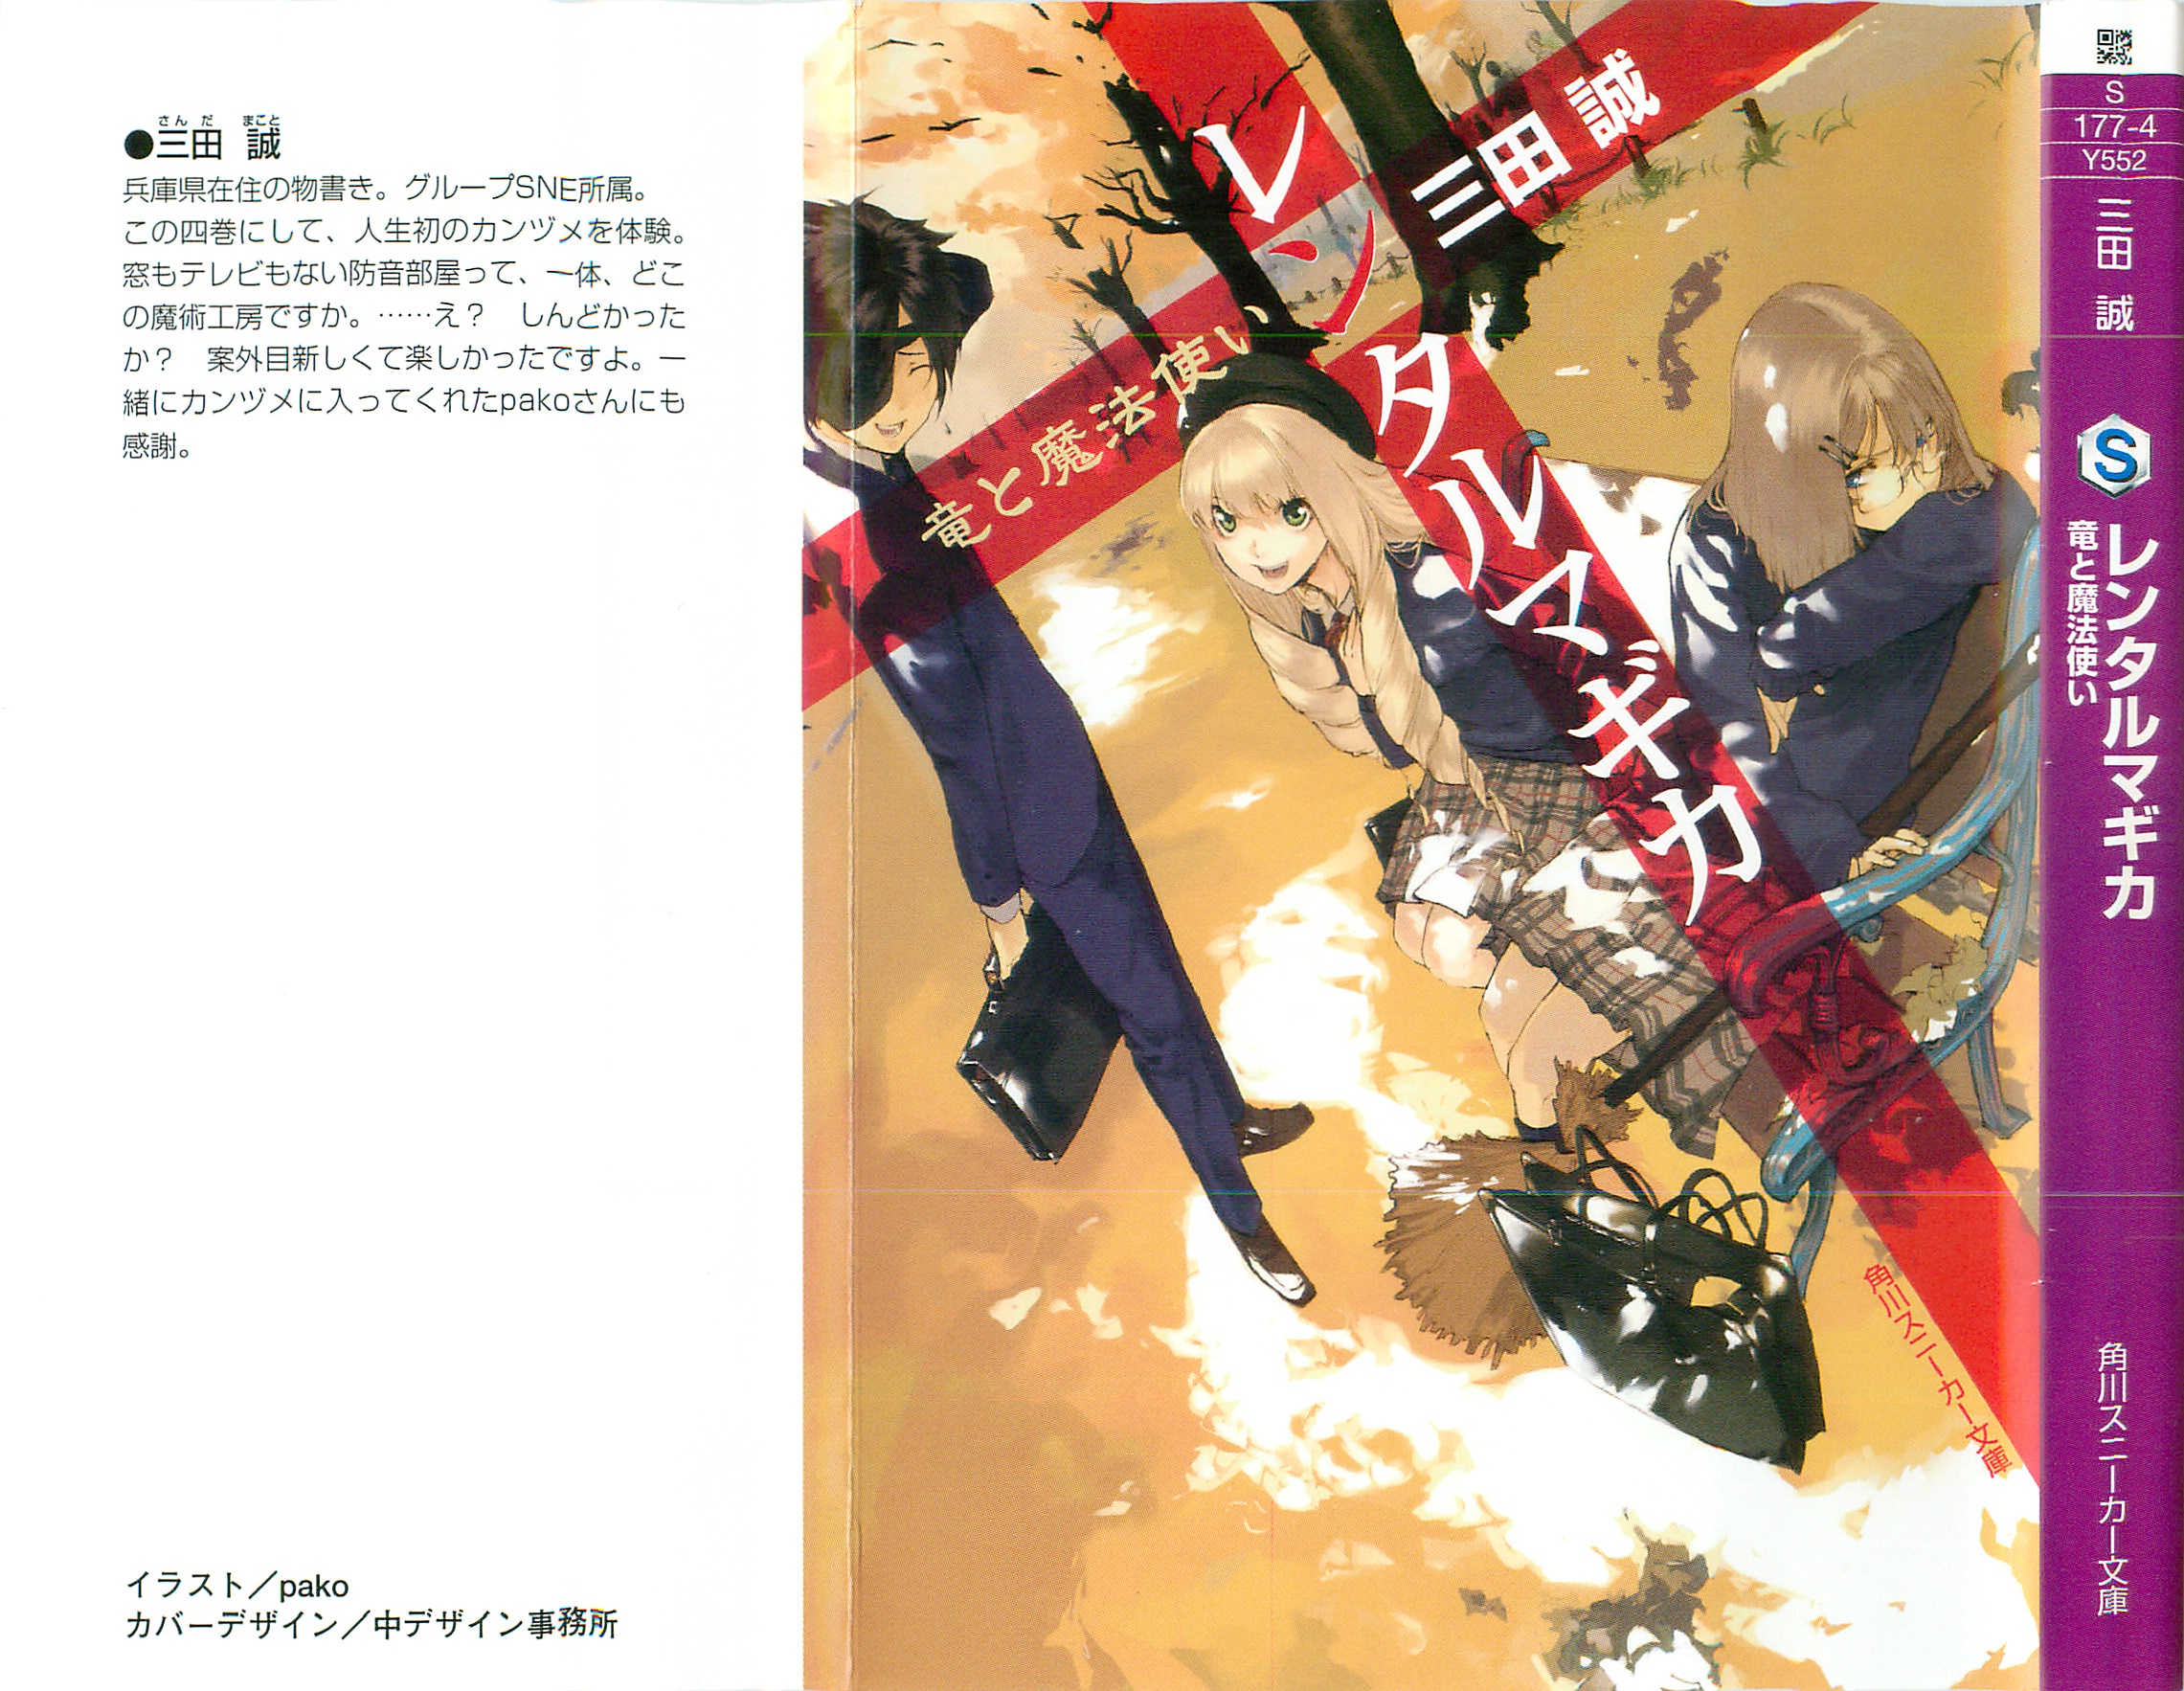 さんだ まこと
●三田 誠
兵庫県在住の物書き。グループSNE所属。
この四巻にして、人生初のカンヅメを体験。
窓もテレビもない防音部屋って、一体、どこ
の魔術工房ですか。……え？　しんどかった
か？　案外目新しくて楽しかったですよ。一
緒にカンヅメに入ってくれたpakoさんにも
感謝。
イラスト／pako
カバーデザイン／中デザイン事務所
レンタルマギカ
竜と魔法使い
三田 誠
角川スニーカー文庫
S
177-4
Y552
三田 誠
S
レンタルマギカ
竜と魔法使い
角川スニーカー文庫